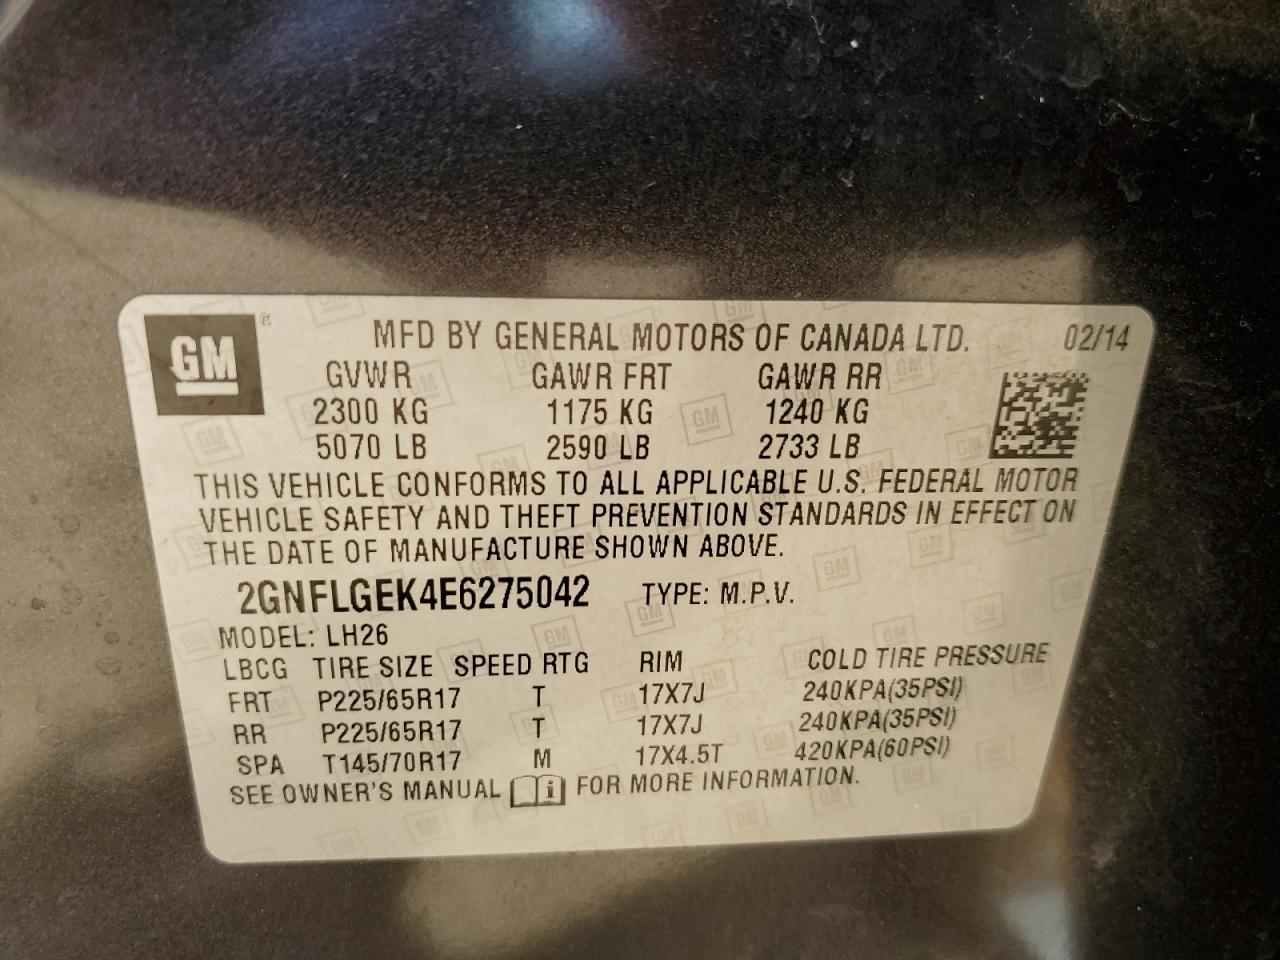 GM
MFD BY GENERAL MOTORS OF CANADA LTD. 02/14
GVWR GAWR FRT GAWR RR
2300 KG 1175 KG 1240 KG
5070 LB 2590 LB 2733 LB
THIS VEHICLE CONFORMS TO ALL APPLICABLE U.S. FEDERAL MOTOR
VEHICLE SAFETY AND THEFT PREVENTION STANDARDS IN EFFECT ON
THE DATE OF MANUFACTURE SHOWN ABOVE.
2GNFLGEK4E6275042 TYPE: M.P.V.
MODEL: LH26
LBCG TIRE SIZE SPEED RTG RIM COLD TIRE PRESSURE
FRT P225/65R17 T 17X7J 240KPA(35PSI)
RR P225/65R17 T 17X7J 240KPA(35PSI)
SPA T145/70R17 M 17X4.5T 420KPA(60PSI)
SEE OWNER'S MANUAL i FOR MORE INFORMATION.